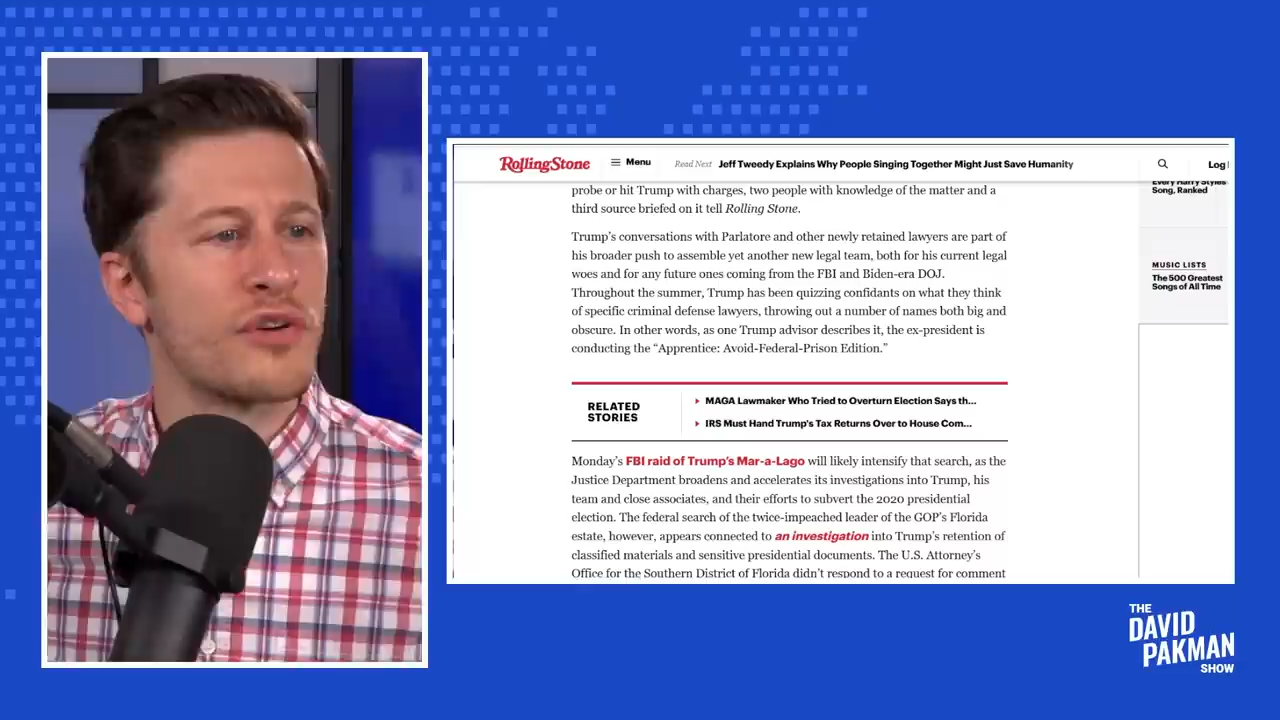 RollingStone
Menu
Read Next Jeff Tweedy Explains Why People Singing Together Might Just Save Humanity
Log
probe or hit Trump with charges, two people with knowledge of the matter and a
third source briefed on it tell Rolling Stone.
Trump’s conversations with Parlatore and other newly retained lawyers are part of
his broader push to assemble yet another new legal team, both for his current legal
woes and for any future ones coming from the FBI and Biden-era DOJ.
Throughout the summer, Trump has been quizzing confidants on what they think
of specific criminal defense lawyers, throwing out a number of names both big and
obscure. In other words, as one Trump advisor describes it, the ex-president is
conducting the “Apprentice: Avoid-Federal-Prison Edition.”
RELATED
STORIES
MAGA Lawmaker Who Tried to Overturn Election Says th...
IRS Must Hand Trump's Tax Returns Over to House Com...
Monday’s FBI raid of Trump’s Mar-a-Lago will likely intensify that search, as the
Justice Department broadens and accelerates its investigations into Trump, his
team and close associates, and their efforts to subvert the 2020 presidential
election. The federal search of the twice-impeached leader of the GOP’s Florida
estate, however, appears connected to an investigation into Trump’s retention of
classified materials and sensitive presidential documents. The U.S. Attorney’s
Office for the Southern District of Florida didn’t respond to a request for comment
Every Harry Styles
Song, Ranked
MUSIC LISTS
The 500 Greatest
Songs of All Time
THE
DAVID
PAKMAN
SHOW